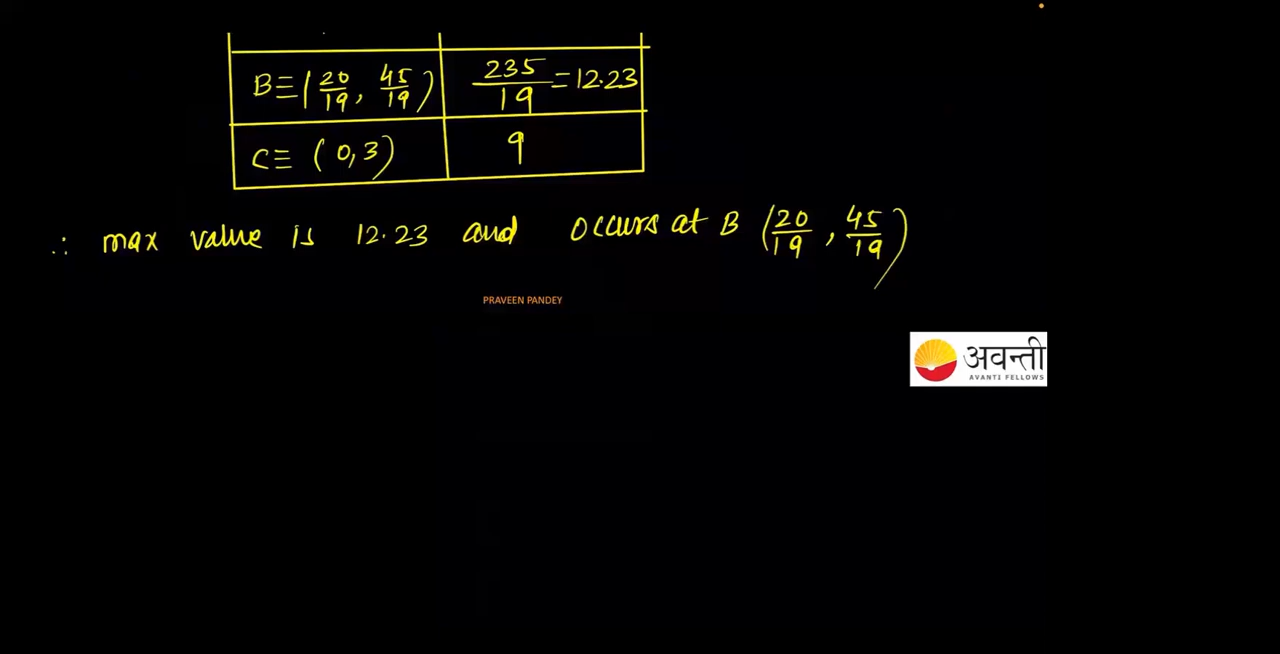 B≡(20/19, 45/19) 235/19 = 12.23
C≡ (0,3) 9
∴ max value is 12.23 and occurs at B (20/19, 45/19)
PRAVEEN PANDEY
अवन्ती
AVANTI FELLOWS